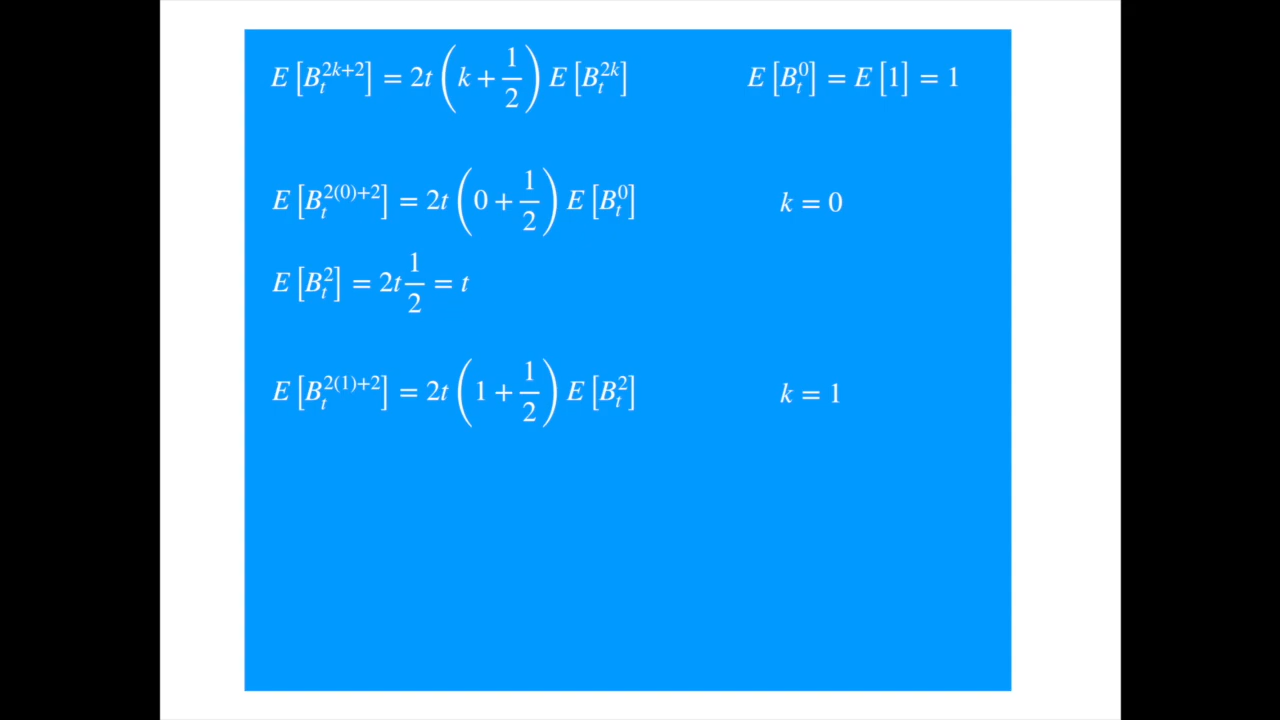 E [B_t^{2k+2}] = 2t (k + 1/2) E [B_t^{2k}] E [B_t^0] = E [1] = 1
E [B_t^{2(0)+2}] = 2t (0 + 1/2) E [B_t^0] k = 0
E [B_t^2] = 2t 1/2 = t
E [B_t^{2(1)+2}] = 2t (1 + 1/2) E [B_t^2] k = 1